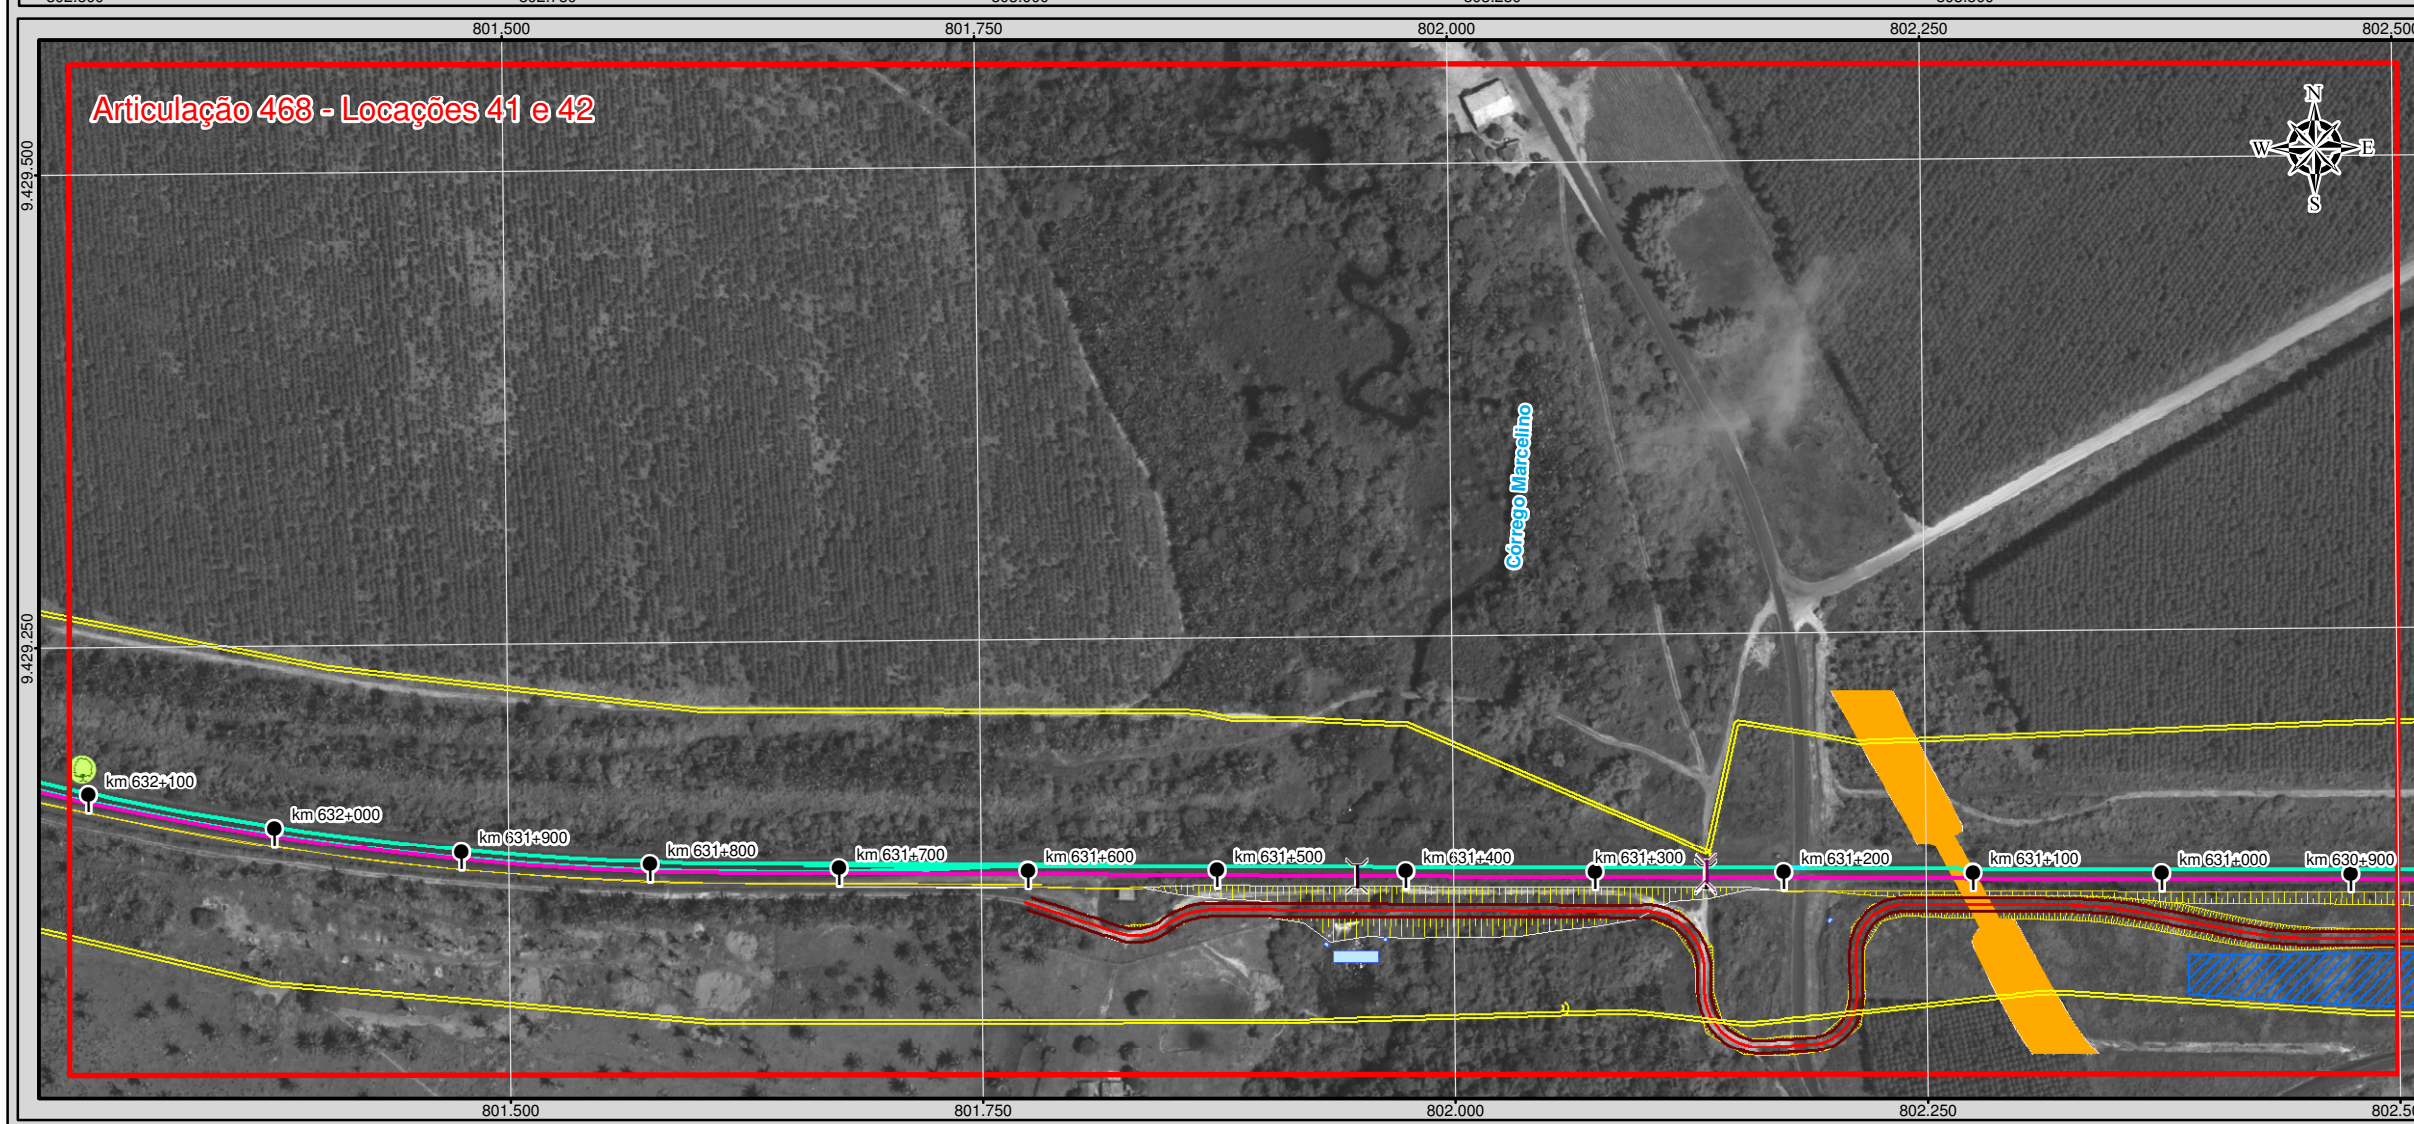 801.500 801.750 802.000 802.250 802.500
Articulação 468 - Locações 41 e 42
N
W E
S
9.429.500
Córrego Marcelino
9.429.250
km 632+100
km 632+000
km 631+900
km 631+800
km 631+700
km 631+600
km 631+500
km 631+400
km 631+300
km 631+200
km 631+100
km 631+000
km 630+900
801.500 801.750 802.000 802.250 802.50